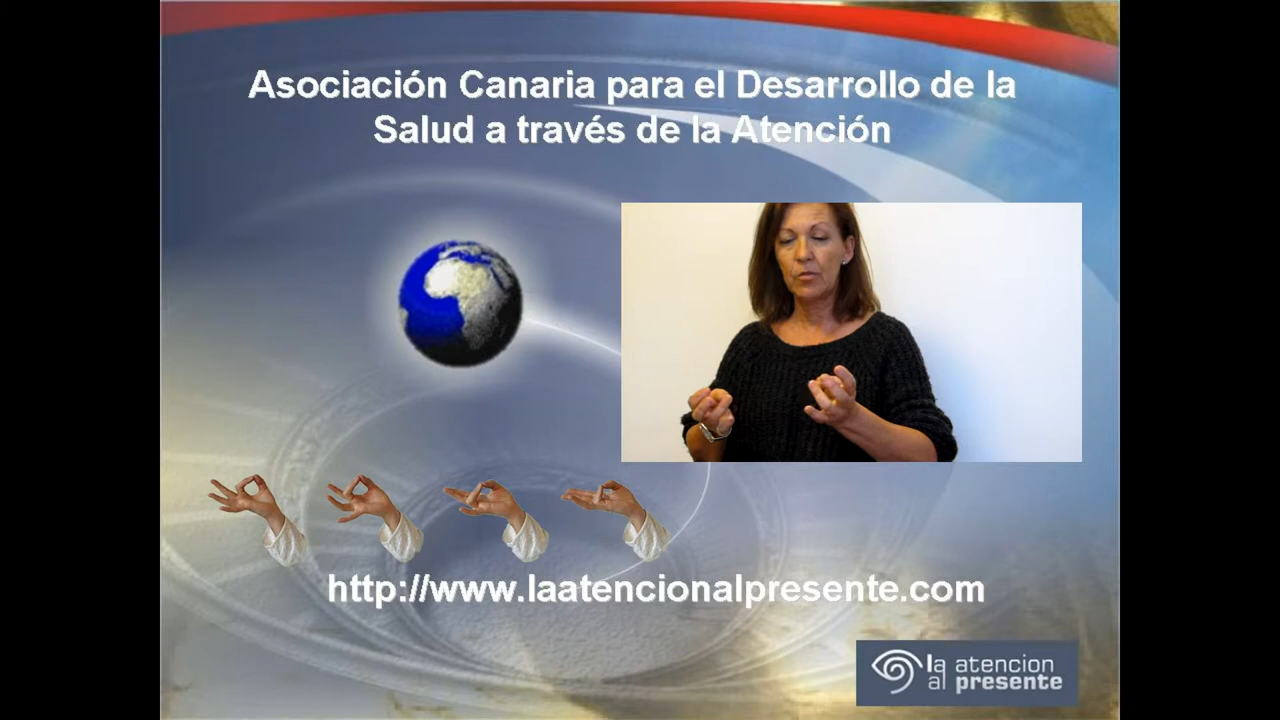 Asociación Canaria para el Desarrollo de la
Salud a través de la Atención
http://www.laatencionalpresente.com
la atencion
al presente